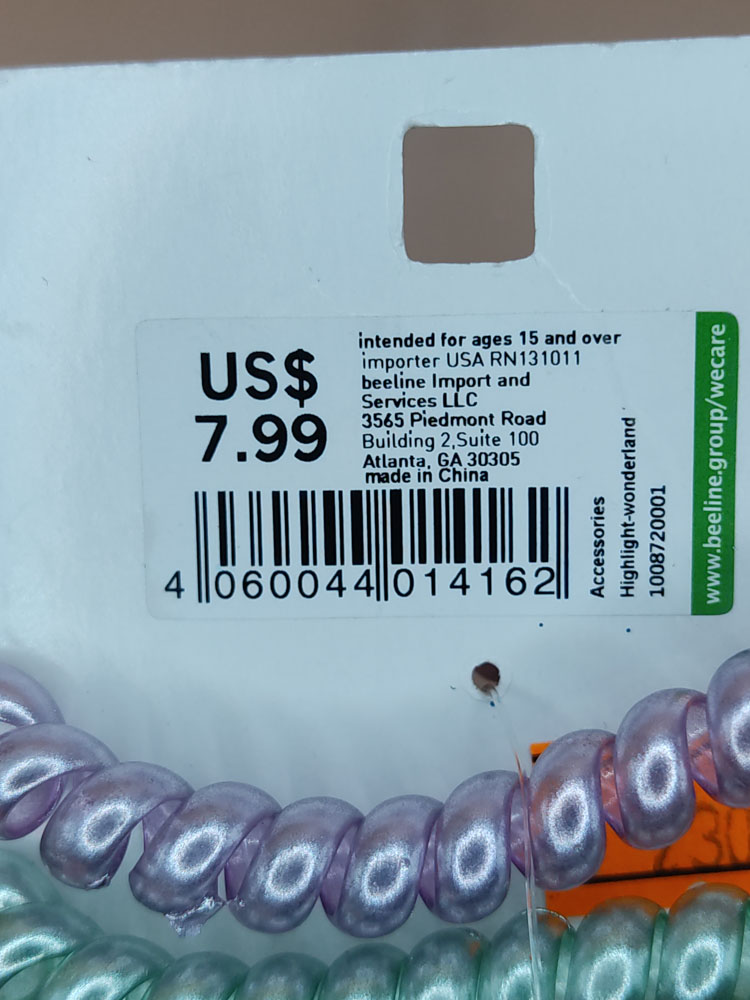 US$
7.99
intended for ages 15 and over
importer USA RN131011
beeline Import and
Services LLC
3565 Piedmont Road
Building 2,Suite 100
Atlanta, GA 30305
made in China
4 060044 014162
Accessories
Highlight-wonderland
1008720001
www.beeline.group/wecare